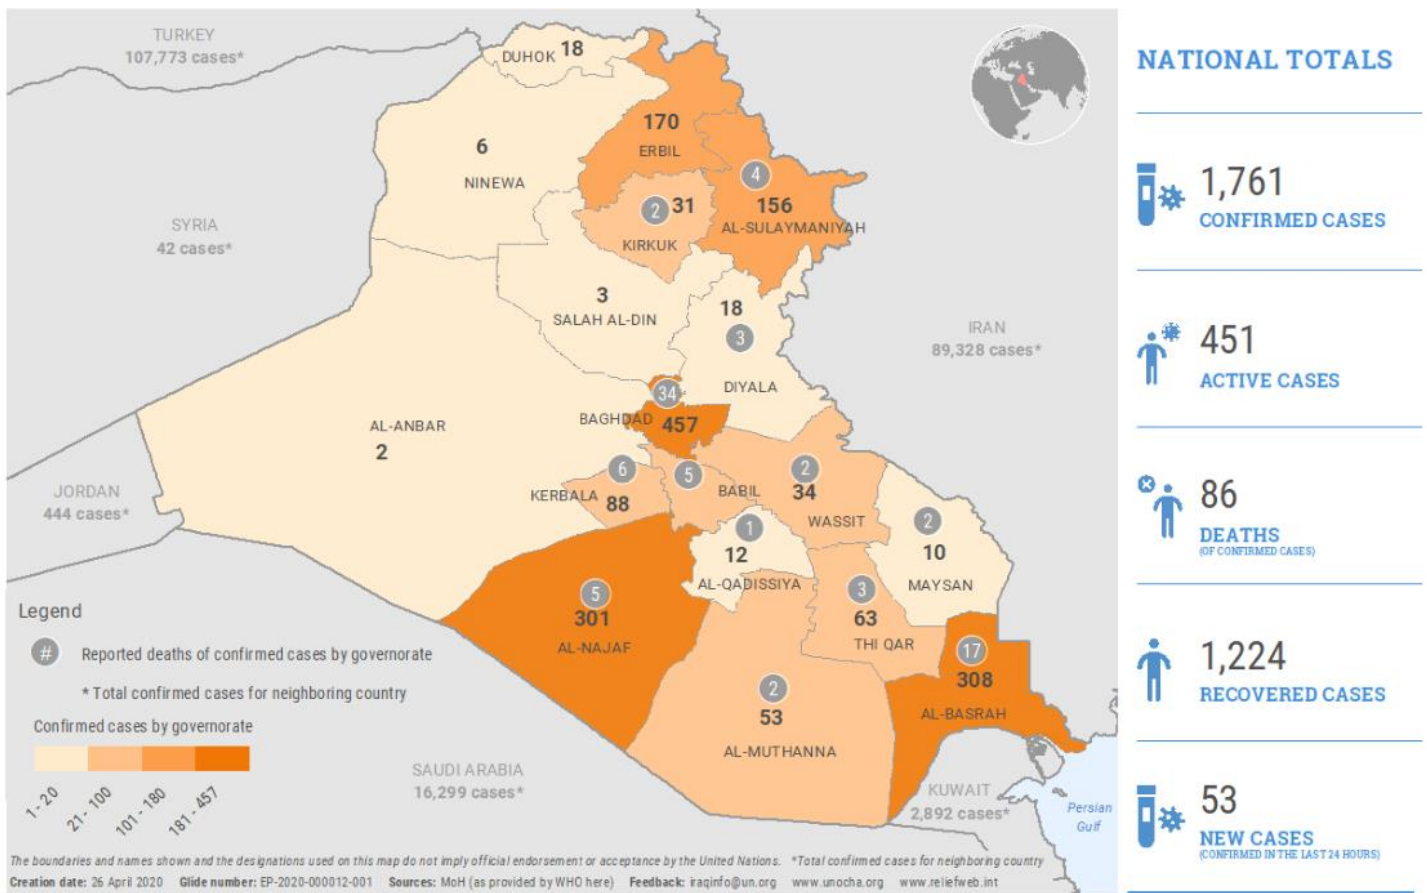 TURKEY
107,773 cases*
DUHOK 18
170
ERBIL
6
NINEWA
4
156
AL-SULAYMANIYAH
2 31
KIRKUK
SYRIA
42 cases*
3
SALAH AL-DIN
18
3
DIYALA
IRAN
89,328 cases*
34
BAGHDAD 457
AL-ANBAR
2
6
KERBALA 88
5
BABIL
2
34
WASSIT
JORDAN
444 cases*
1
12
AL-QADISSIYA
2
10
MAYSAN
5
301
AL-NAJAF
3
63
THI QAR
17
308
AL-BASRAH
2
53
AL-MUTHANNA
SAUDI ARABIA
16,299 cases*
KUWAIT
2,892 cases*
Persian
Gulf
Legend
# Reported deaths of confirmed cases by governorate
* Total confirmed cases for neighboring country
Confirmed cases by governorate
1 - 20
21 - 100
101 - 180
181 - 457
The boundaries and names shown and the designations used on this map do not imply official endorsement or acceptance by the United Nations. *Total confirmed cases for neighboring country
Creation date: 26 April 2020 Glide number: EP-2020-000012-001 Sources: MoH (as provided by WHO here) Feedback: iraqinfo@un.org www.unocha.org www.reliefweb.int
NATIONAL TOTALS
1,761
CONFIRMED CASES
451
ACTIVE CASES
86
DEATHS
(OF CONFIRMED CASES)
1,224
RECOVERED CASES
53
NEW CASES
(CONFIRMED IN THE LAST 24 HOURS)